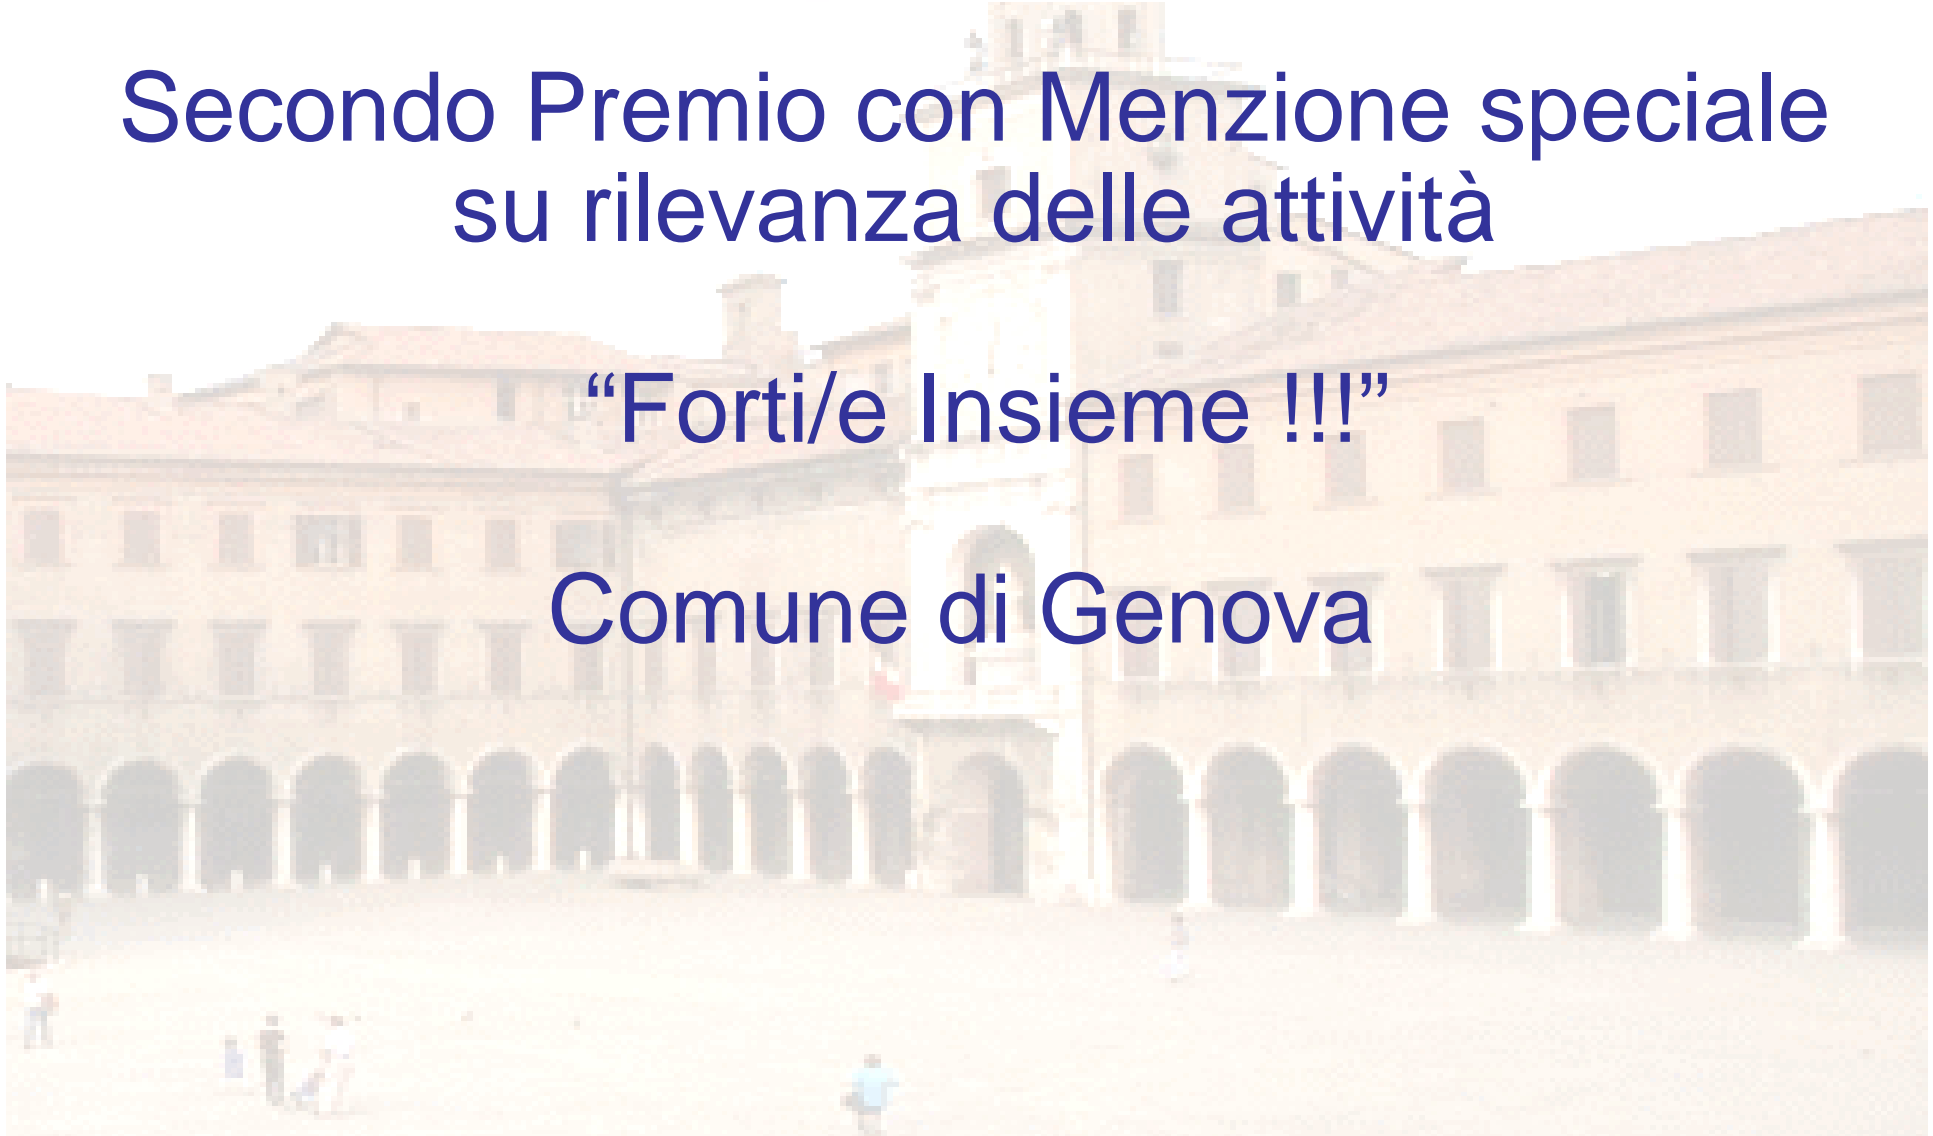 Secondo Premio con Menzione speciale
su rilevanza delle attività
“Forti/e Insieme !!!”
Comune di Genova